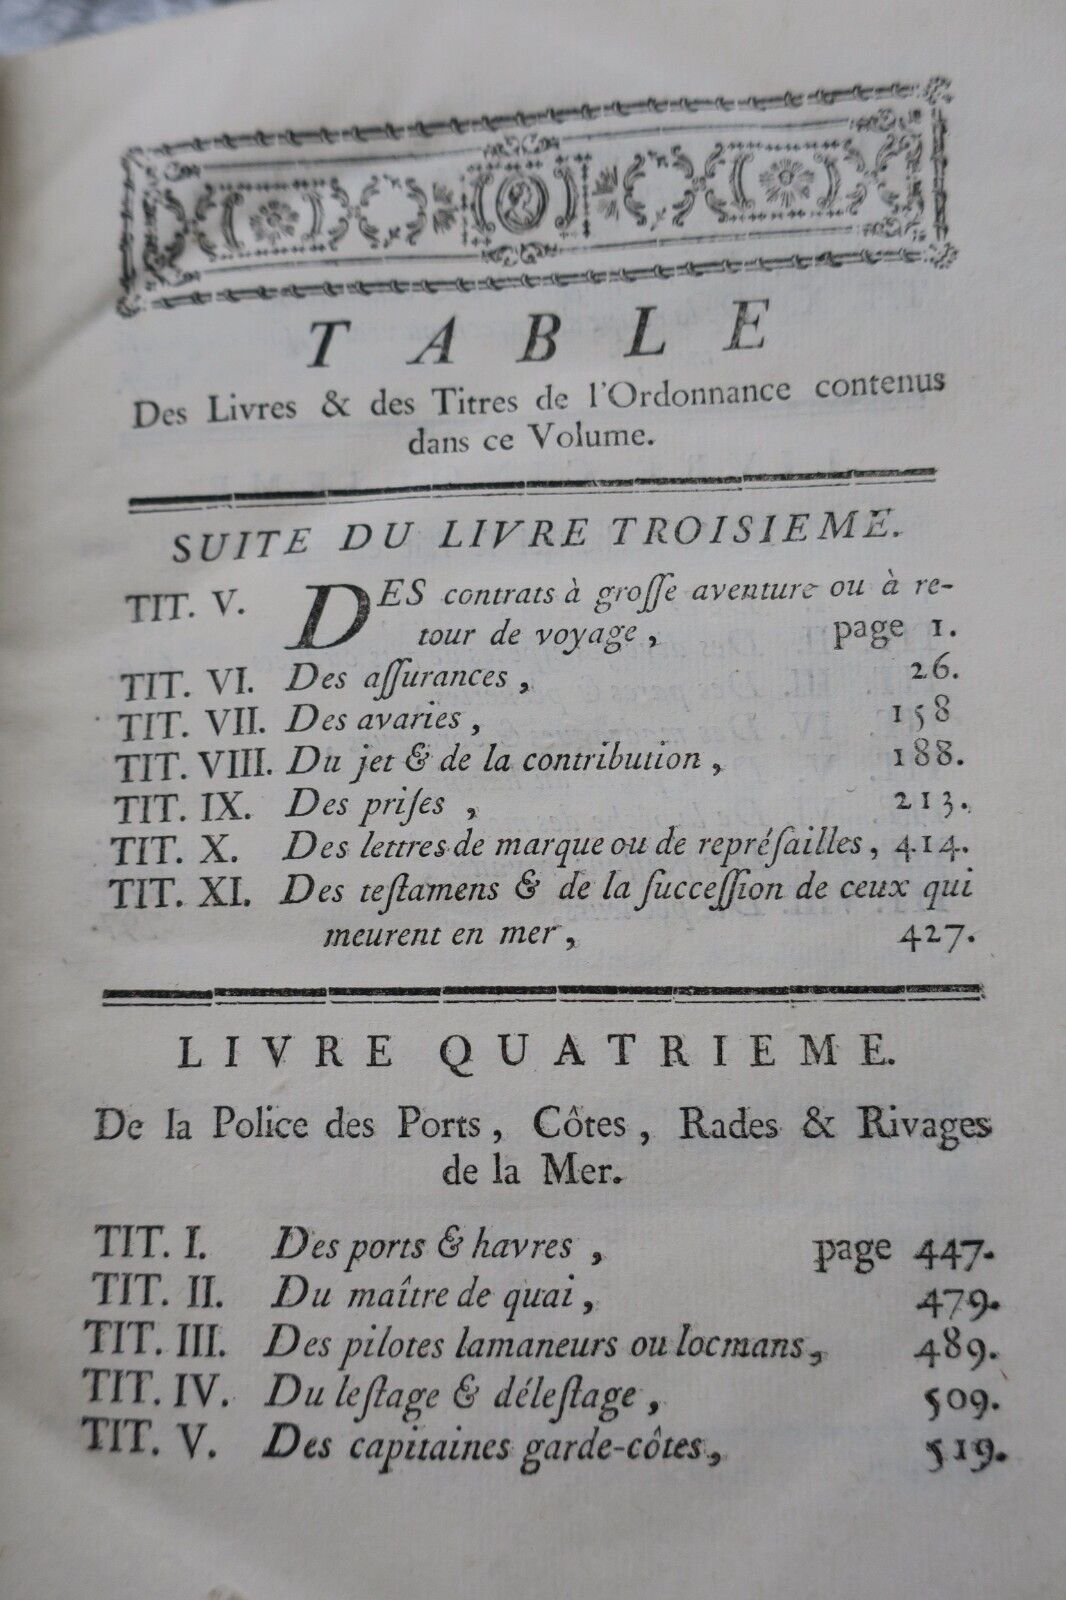 TABLE
Des Livres & des Titres de l'Ordonnance contenus
dans ce Volume.
SUITE DU LIVRE TROISIEME.
TIT. V. DES contrats à groſſe aventure ou à re-
tour de voyage, page 1.
TIT. VI. Des aſſurances, 26.
TIT. VII. Des avaries, 158
TIT. VIII. Du jet & de la contribution, 188.
TIT. IX. Des priſes, 213.
TIT. X. Des lettres de marque ou de repréſailles, 414.
TIT. XI. Des teſtamens & de la ſucceſſion de ceux qui
meurent en mer, 427.
LIVRE QUATRIEME.
De la Police des Ports, Côtes, Rades & Rivages
de la Mer.
TIT. I. Des ports & havres, page 447.
TIT. II. Du maître de quai, 479.
TIT. III. Des pilotes lamaneurs ou locmans, 489.
TIT. IV. Du leſtage & déleſtage, 509.
TIT. V. Des capitaines garde-côtes, 519.